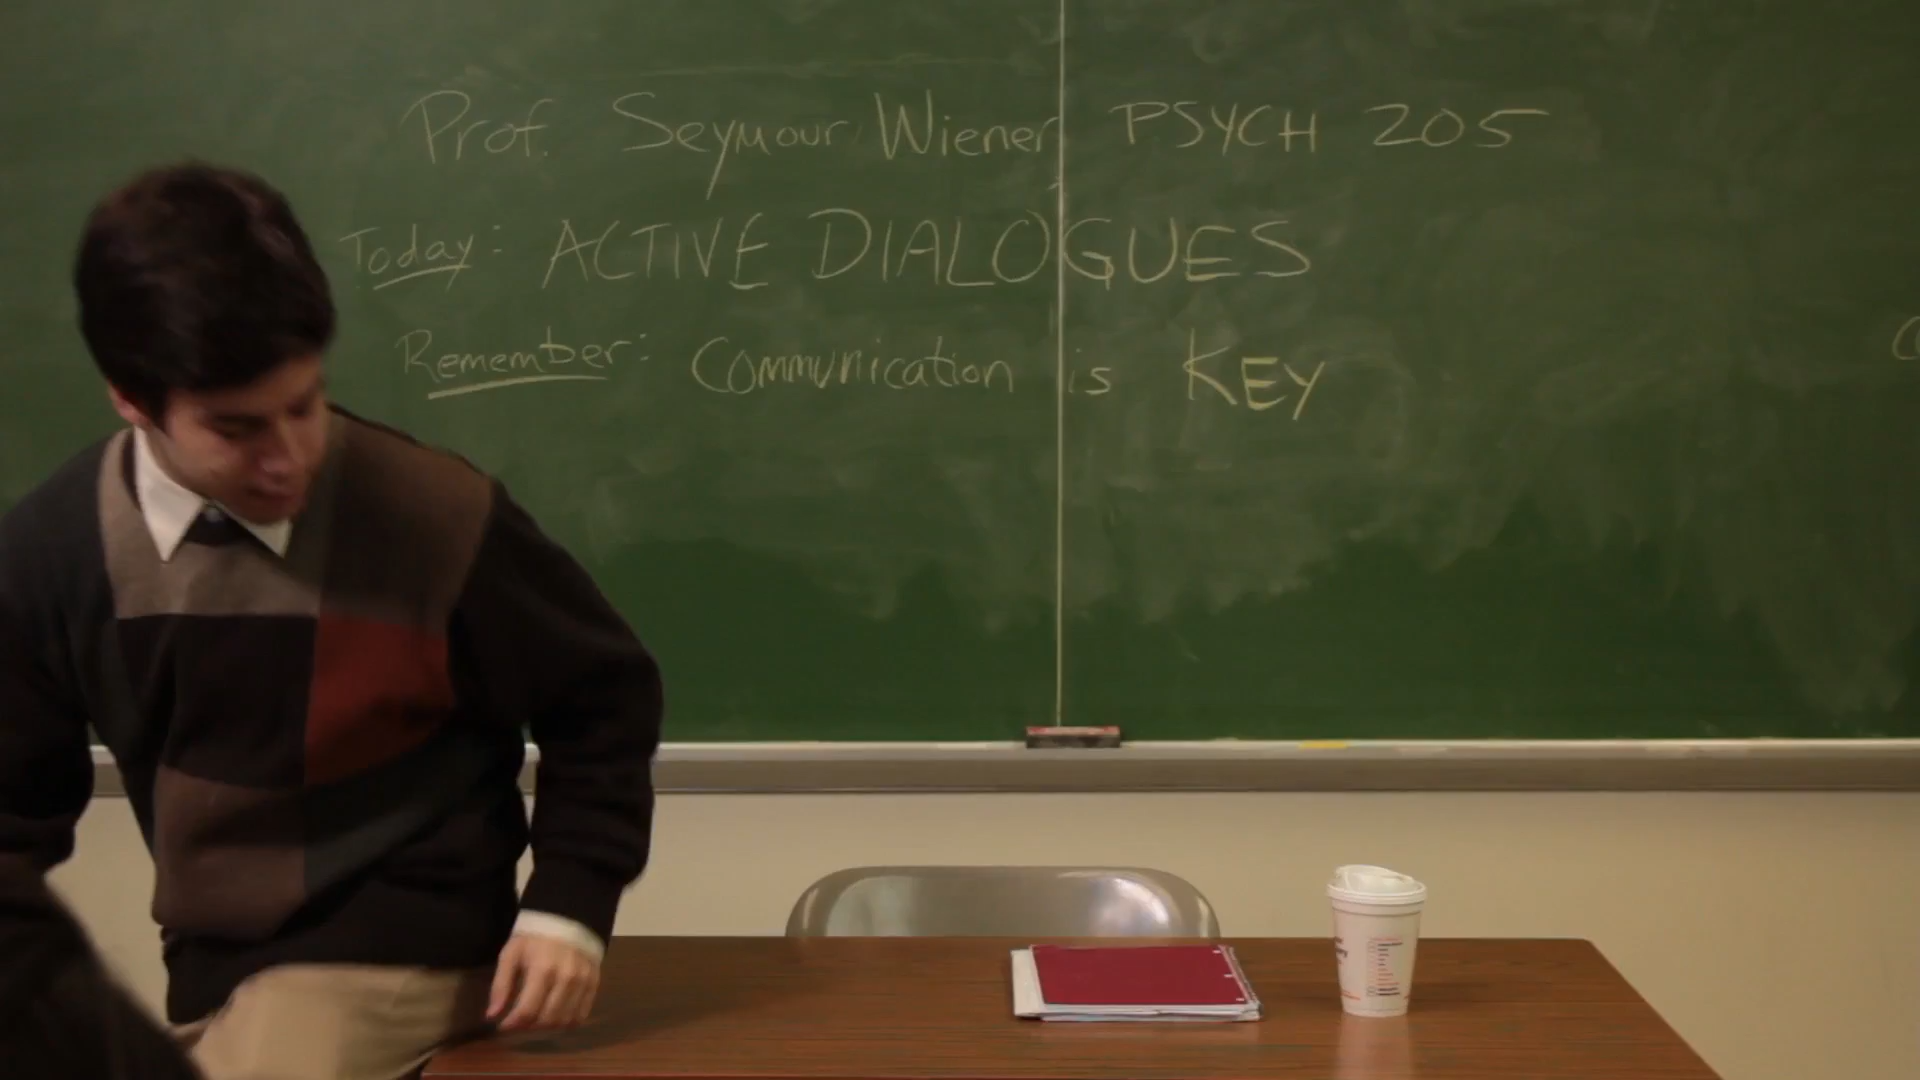 Prof. Seymour Wiener PSYCH 205
Today: ACTIVE DIALOGUES
Remember: Communication is KEY